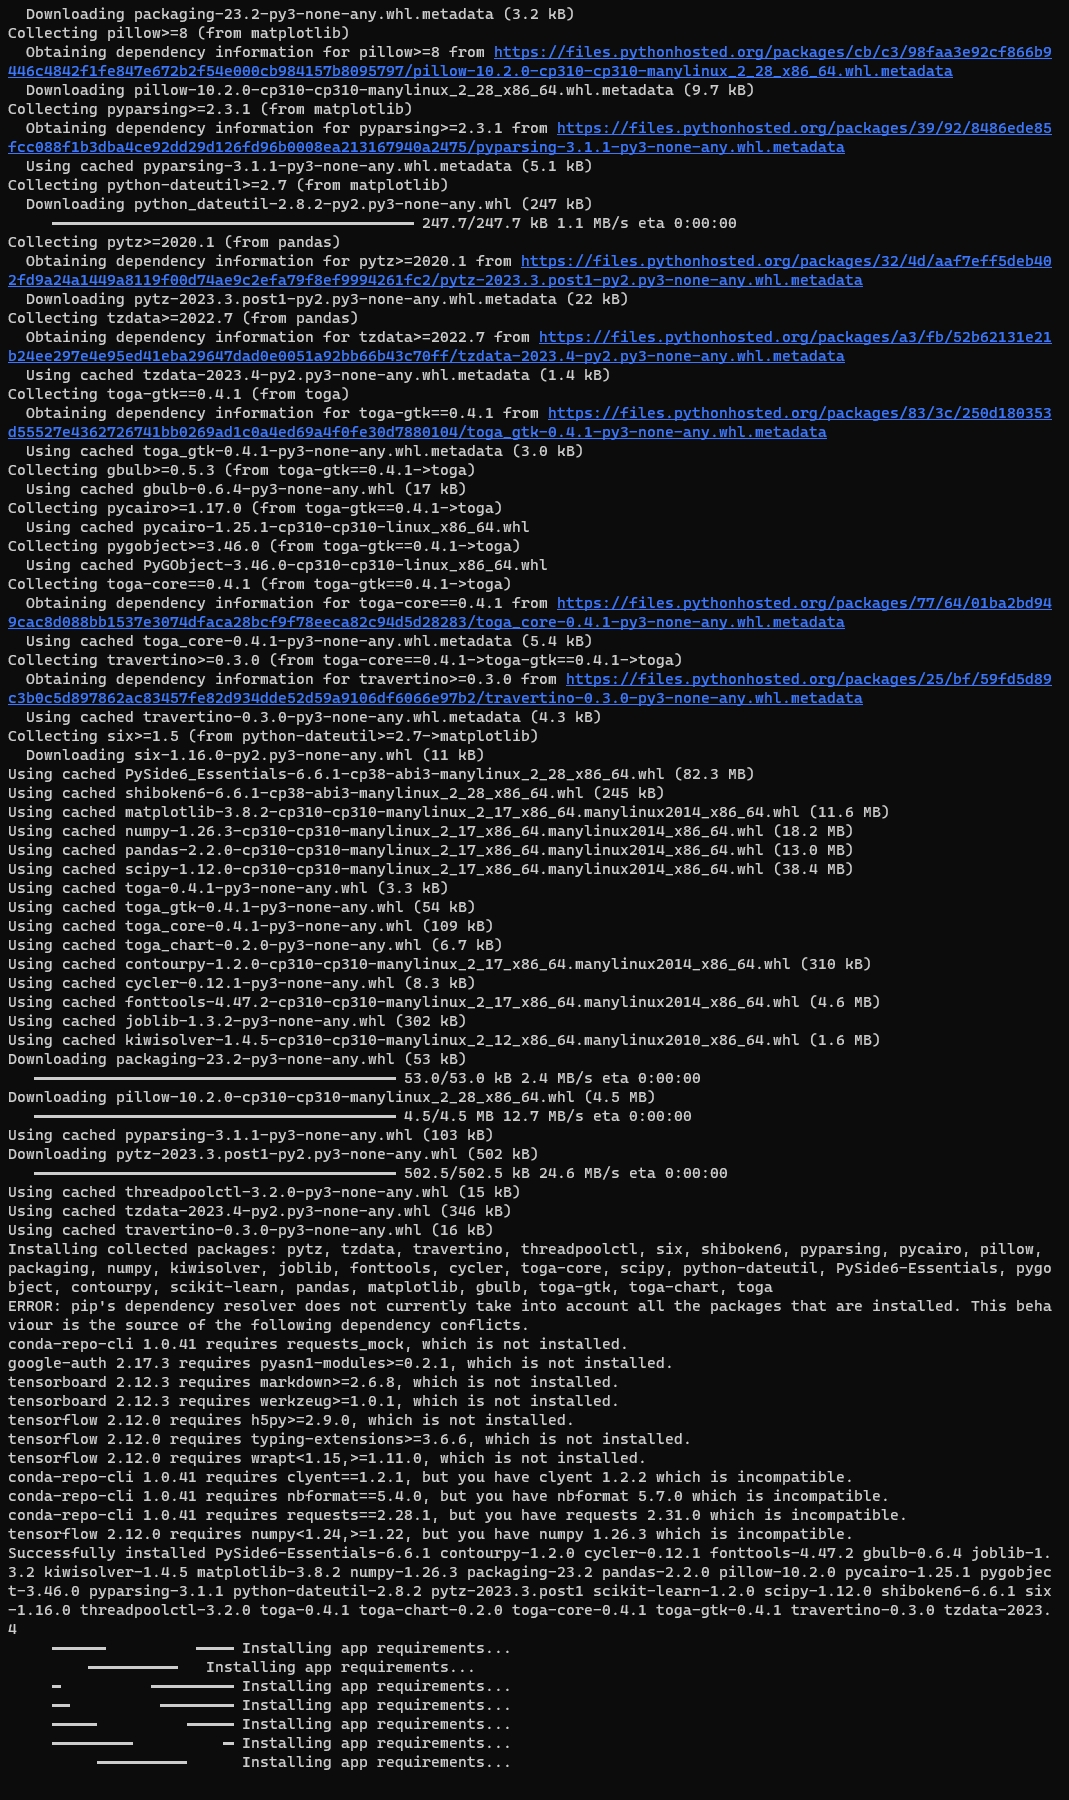 Downloading packaging-23.2-py3-none-any.whl.metadata (3.2 kB)
Collecting pillow>=8 (from matplotlib)
Obtaining dependency information for pillow>=8 from https://files.pythonhosted.org/packages/cb/c3/98faa3e92cf866b9
446c4842f1fe847e672b2f54e000cb984157b8095797/pillow-10.2.0-cp310-cp310-manylinux_2_28_x86_64.whl.metadata
Downloading pillow-10.2.0-cp310-cp310-manylinux_2_28_x86_64.whl.metadata (9.7 kB)
Collecting pyparsing>=2.3.1 (from matplotlib)
Obtaining dependency information for pyparsing>=2.3.1 from https://files.pythonhosted.org/packages/39/92/8486ede85
fcc088f1b3dba4ce92dd29d126fd96b0008ea213167940a2475/pyparsing-3.1.1-py3-none-any.whl.metadata
Using cached pyparsing-3.1.1-py3-none-any.whl.metadata (5.1 kB)
Collecting python-dateutil>=2.7 (from matplotlib)
Downloading python_dateutil-2.8.2-py2.py3-none-any.whl (247 kB)
247.7/247.7 kB 1.1 MB/s eta 0:00:00
Collecting pytz>=2020.1 (from pandas)
Obtaining dependency information for pytz>=2020.1 from https://files.pythonhosted.org/packages/32/4d/aaf7eff5deb40
2fd9a24a1449a8119f00d74ae9c2efa79f8ef9994261fc2/pytz-2023.3.post1-py2.py3-none-any.whl.metadata
Downloading pytz-2023.3.post1-py2.py3-none-any.whl.metadata (22 kB)
Collecting tzdata>=2022.7 (from pandas)
Obtaining dependency information for tzdata>=2022.7 from https://files.pythonhosted.org/packages/a3/fb/52b62131e21
b24ee297e4e95ed41eba29647dad0e0051a92bb66b43c70ff/tzdata-2023.4-py2.py3-none-any.whl.metadata
Using cached tzdata-2023.4-py2.py3-none-any.whl.metadata (1.4 kB)
Collecting toga-gtk==0.4.1 (from toga)
Obtaining dependency information for toga-gtk==0.4.1 from https://files.pythonhosted.org/packages/83/3c/250d180353
d55527e4362726741bb0269ad1c0a4ed69a4f0fe30d7880104/toga_gtk-0.4.1-py3-none-any.whl.metadata
Using cached toga_gtk-0.4.1-py3-none-any.whl.metadata (3.0 kB)
Collecting gbulb>=0.5.3 (from toga-gtk==0.4.1->toga)
Using cached gbulb-0.6.4-py3-none-any.whl (17 kB)
Collecting pycairo>=1.17.0 (from toga-gtk==0.4.1->toga)
Using cached pycairo-1.25.1-cp310-cp310-linux_x86_64.whl
Collecting pygobject>=3.46.0 (from toga-gtk==0.4.1->toga)
Using cached PyGObject-3.46.0-cp310-cp310-linux_x86_64.whl
Collecting toga-core==0.4.1 (from toga-gtk==0.4.1->toga)
Obtaining dependency information for toga-core==0.4.1 from https://files.pythonhosted.org/packages/77/64/01ba2bd94
9cac8d088bb1537e3074dfaca28bcf9f78eeca82c94d5d28283/toga_core-0.4.1-py3-none-any.whl.metadata
Using cached toga_core-0.4.1-py3-none-any.whl.metadata (5.4 kB)
Collecting travertino>=0.3.0 (from toga-core==0.4.1->toga-gtk==0.4.1->toga)
Obtaining dependency information for travertino>=0.3.0 from https://files.pythonhosted.org/packages/25/bf/59fd5d89
c3b0c5d897862ac83457fe82d934dde52d59a9106df6066e97b2/travertino-0.3.0-py3-none-any.whl.metadata
Using cached travertino-0.3.0-py3-none-any.whl.metadata (4.3 kB)
Collecting six>=1.5 (from python-dateutil>=2.7->matplotlib)
Downloading six-1.16.0-py2.py3-none-any.whl (11 kB)
Using cached PySide6_Essentials-6.6.1-cp38-abi3-manylinux_2_28_x86_64.whl (82.3 MB)
Using cached shiboken6-6.6.1-cp38-abi3-manylinux_2_28_x86_64.whl (245 kB)
Using cached matplotlib-3.8.2-cp310-cp310-manylinux_2_17_x86_64.manylinux2014_x86_64.whl (11.6 MB)
Using cached numpy-1.26.3-cp310-cp310-manylinux_2_17_x86_64.manylinux2014_x86_64.whl (18.2 MB)
Using cached pandas-2.2.0-cp310-cp310-manylinux_2_17_x86_64.manylinux2014_x86_64.whl (13.0 MB)
Using cached scipy-1.12.0-cp310-cp310-manylinux_2_17_x86_64.manylinux2014_x86_64.whl (38.4 MB)
Using cached toga-0.4.1-py3-none-any.whl (3.3 kB)
Using cached toga_gtk-0.4.1-py3-none-any.whl (54 kB)
Using cached toga_core-0.4.1-py3-none-any.whl (109 kB)
Using cached toga_chart-0.2.0-py3-none-any.whl (6.7 kB)
Using cached contourpy-1.2.0-cp310-cp310-manylinux_2_17_x86_64.manylinux2014_x86_64.whl (310 kB)
Using cached cycler-0.12.1-py3-none-any.whl (8.3 kB)
Using cached fonttools-4.47.2-cp310-cp310-manylinux_2_17_x86_64.manylinux2014_x86_64.whl (4.6 MB)
Using cached joblib-1.3.2-py3-none-any.whl (302 kB)
Using cached kiwisolver-1.4.5-cp310-cp310-manylinux_2_12_x86_64.manylinux2010_x86_64.whl (1.6 MB)
Downloading packaging-23.2-py3-none-any.whl (53 kB)
53.0/53.0 kB 2.4 MB/s eta 0:00:00
Downloading pillow-10.2.0-cp310-cp310-manylinux_2_28_x86_64.whl (4.5 MB)
4.5/4.5 MB 12.7 MB/s eta 0:00:00
Using cached pyparsing-3.1.1-py3-none-any.whl (103 kB)
Downloading pytz-2023.3.post1-py2.py3-none-any.whl (502 kB)
502.5/502.5 kB 24.6 MB/s eta 0:00:00
Using cached threadpoolctl-3.2.0-py3-none-any.whl (15 kB)
Using cached tzdata-2023.4-py2.py3-none-any.whl (346 kB)
Using cached travertino-0.3.0-py3-none-any.whl (16 kB)
Installing collected packages: pytz, tzdata, travertino, threadpoolctl, six, shiboken6, pyparsing, pycairo, pillow,
packaging, numpy, kiwisolver, joblib, fonttools, cycler, toga-core, scipy, python-dateutil, PySide6-Essentials, pygo
bject, contourpy, scikit-learn, pandas, matplotlib, gbulb, toga-gtk, toga-chart, toga
ERROR: pip's dependency resolver does not currently take into account all the packages that are installed. This beha
viour is the source of the following dependency conflicts.
conda-repo-cli 1.0.41 requires requests_mock, which is not installed.
google-auth 2.17.3 requires pyasn1-modules>=0.2.1, which is not installed.
tensorboard 2.12.3 requires markdown>=2.6.8, which is not installed.
tensorboard 2.12.3 requires werkzeug>=1.0.1, which is not installed.
tensorflow 2.12.0 requires h5py>=2.9.0, which is not installed.
tensorflow 2.12.0 requires typing-extensions>=3.6.6, which is not installed.
tensorflow 2.12.0 requires wrapt<1.15,>=1.11.0, which is not installed.
conda-repo-cli 1.0.41 requires clyent==1.2.1, but you have clyent 1.2.2 which is incompatible.
conda-repo-cli 1.0.41 requires nbformat==5.4.0, but you have nbformat 5.7.0 which is incompatible.
conda-repo-cli 1.0.41 requires requests==2.28.1, but you have requests 2.31.0 which is incompatible.
tensorflow 2.12.0 requires numpy<1.24,>=1.22, but you have numpy 1.26.3 which is incompatible.
Successfully installed PySide6-Essentials-6.6.1 contourpy-1.2.0 cycler-0.12.1 fonttools-4.47.2 gbulb-0.6.4 joblib-1.
3.2 kiwisolver-1.4.5 matplotlib-3.8.2 numpy-1.26.3 packaging-23.2 pandas-2.2.0 pillow-10.2.0 pycairo-1.25.1 pygobjec
t-3.46.0 pyparsing-3.1.1 python-dateutil-2.8.2 pytz-2023.3.post1 scikit-learn-1.2.0 scipy-1.12.0 shiboken6-6.6.1 six
-1.16.0 threadpoolctl-3.2.0 toga-0.4.1 toga-chart-0.2.0 toga-core-0.4.1 toga-gtk-0.4.1 travertino-0.3.0 tzdata-2023.
4
Installing app requirements...
Installing app requirements...
Installing app requirements...
Installing app requirements...
Installing app requirements...
Installing app requirements...
Installing app requirements...